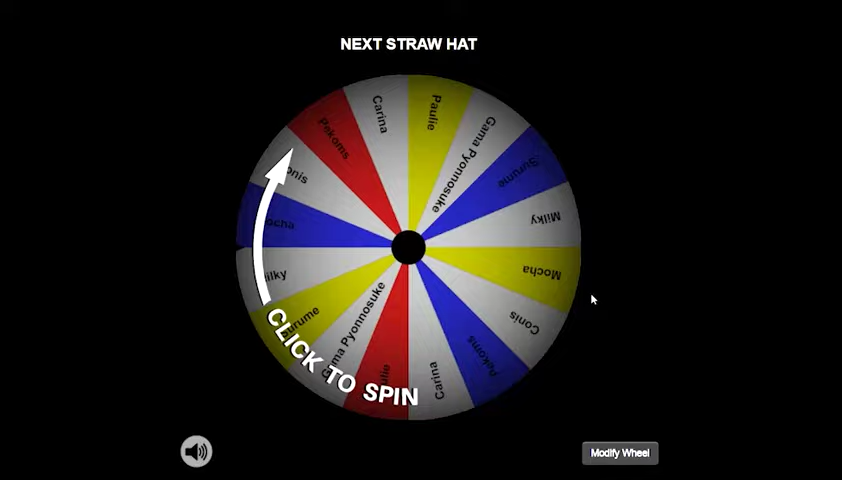 NEXT STRAW HAT
Paulie
Gama Pyonnosuke
Surume
Milky
Mocha
Conis
Pekoms
Carina
Gama Pyonnosuke
Pekoms
Carina
CLICK TO SPIN
Modify Wheel